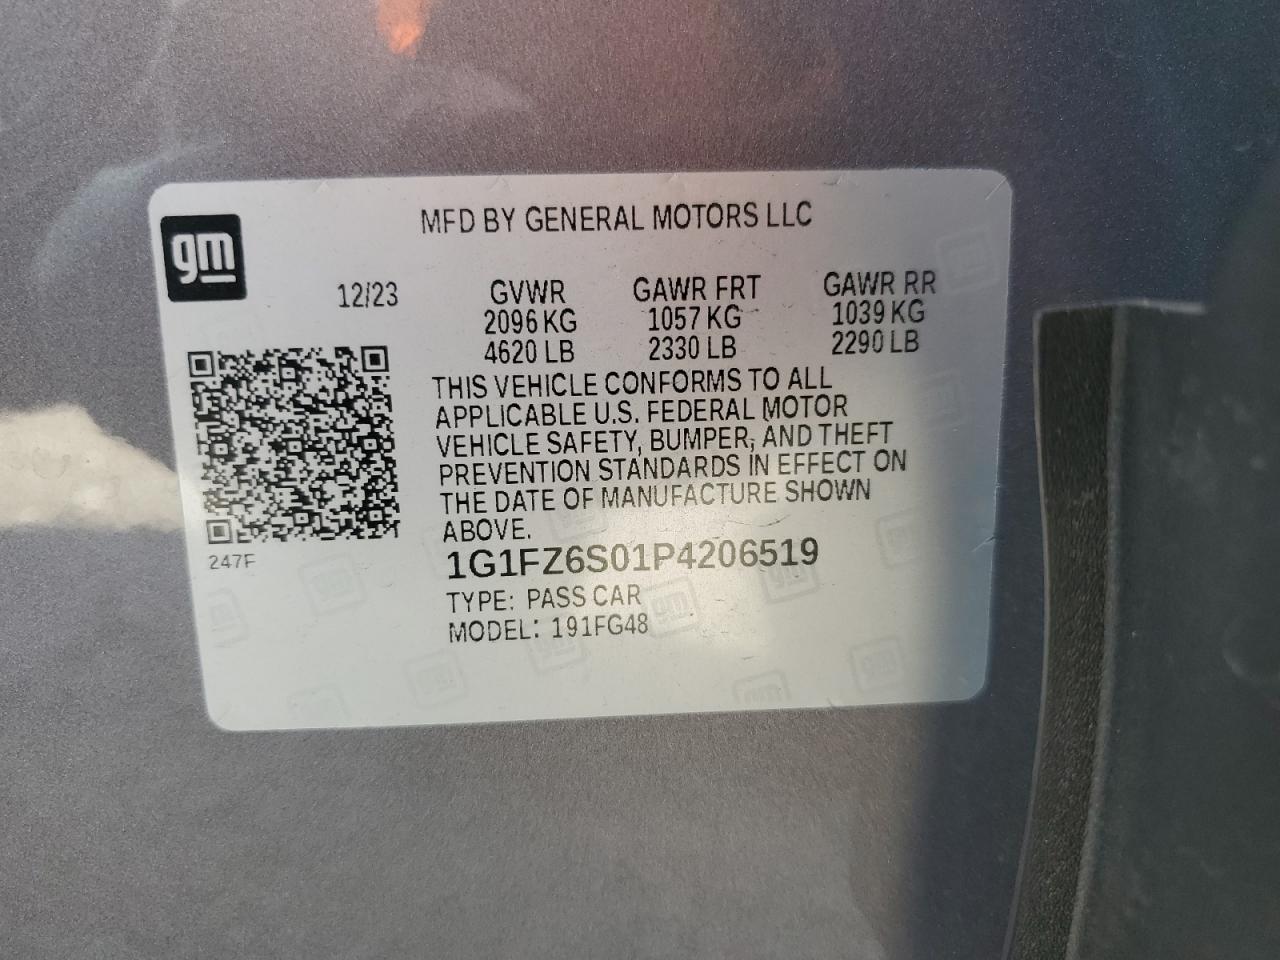 MFD BY GENERAL MOTORS LLC
gm
12/23 GVWR GAWR FRT GAWR RR
2096 KG 1057 KG 1039 KG
4620 LB 2330 LB 2290 LB
THIS VEHICLE CONFORMS TO ALL
APPLICABLE U.S. FEDERAL MOTOR
VEHICLE SAFETY, BUMPER, AND THEFT
PREVENTION STANDARDS IN EFFECT ON
THE DATE OF MANUFACTURE SHOWN
ABOVE.
247F
1G1FZ6S01P4206519
TYPE: PASS CAR
MODEL: 191FG48